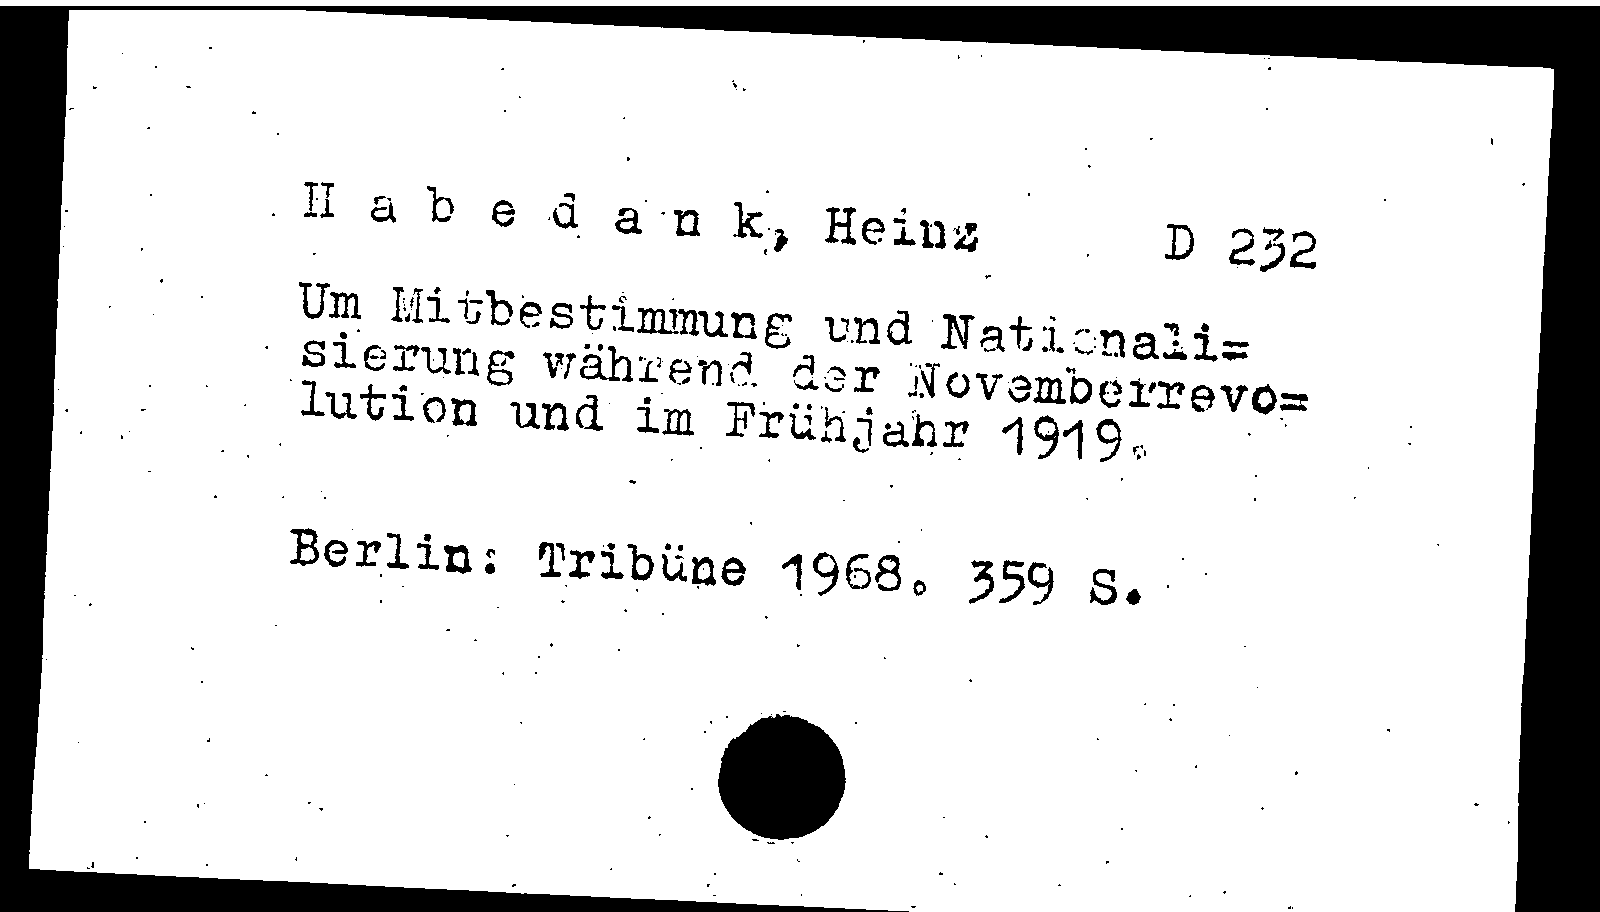 H a b e d a n k, Heinz D 232
Um Mitbestimmung und Nationali=
sierung während der Novemberrevo=
lution und im Frühjahr 1919.
Berlin: Tribüne 1968. 359 S.